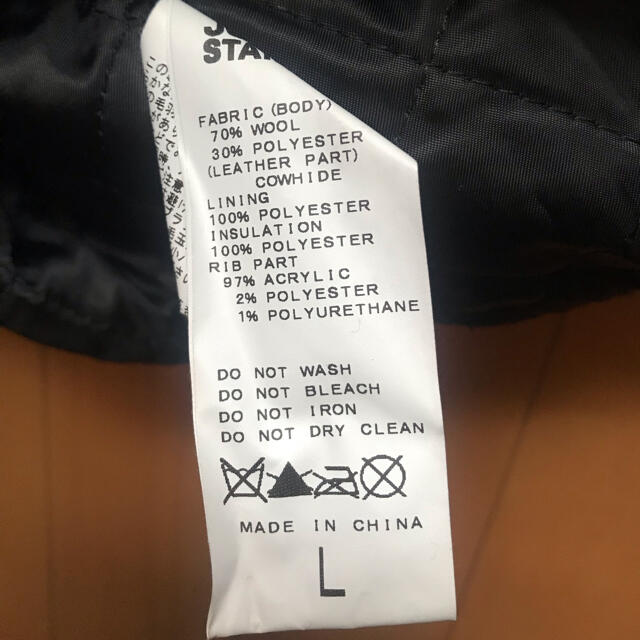 FABRIC (BODY)
70% WOOL
30% POLYESTER
(LEATHER PART)
COWHIDE
LINING
100% POLYESTER
INSULATION
100% POLYESTER
RIB PART
97% ACRYLIC
2% POLYESTER
1% POLYURETHANE
DO NOT WASH
DO NOT BLEACH
DO NOT IRON
DO NOT DRY CLEAN
MADE IN CHINA
L